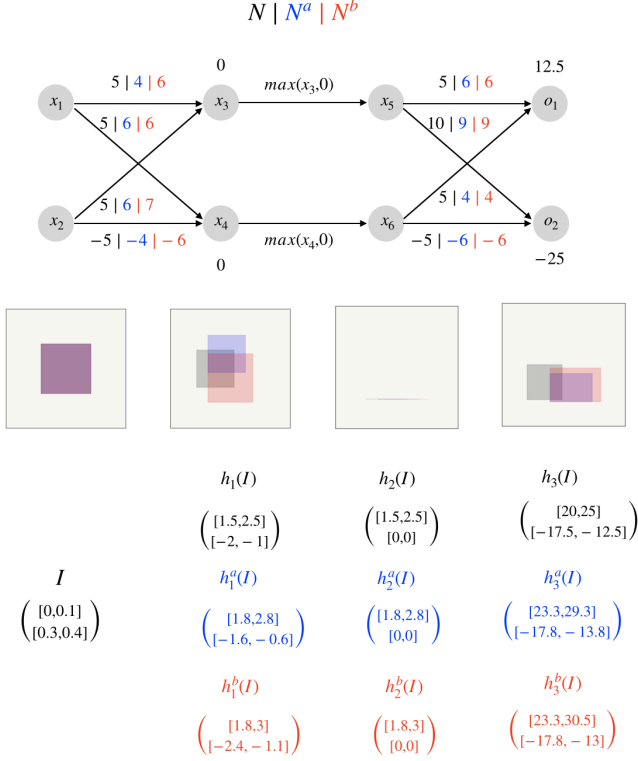 N | N^a | N^b
0 12.5
5 | 4 | 6 max(x_3,0) 5 | 6 | 6
x_1 x_3 x_5 o_1
5 | 6 | 6 10 | 9 | 9
5 | 6 | 7 5 | 4 | 4
x_2 x_4 x_6 o_2
−5 | −4 | −6 max(x_4,0) −5 | −6 | −6
0 −25
h_1(I) h_2(I) h_3(I)
[1.5,2.5] [1.5,2.5] [20,25]
[−2, −1] [0,0] [−17.5, −12.5]
I h_1^a(I) h_2^a(I) h_3^a(I)
[0,0.1] [1.8,2.8] [1.8,2.8] [23.3,29.3]
[0.3,0.4] [−1.6, −0.6] [0,0] [−17.8, −13.8]
h_1^b(I) h_2^b(I) h_3^b(I)
[1.8,3] [1.8,3] [23.3,30.5]
[−2.4, −1.1] [0,0] [−17.8, −13]